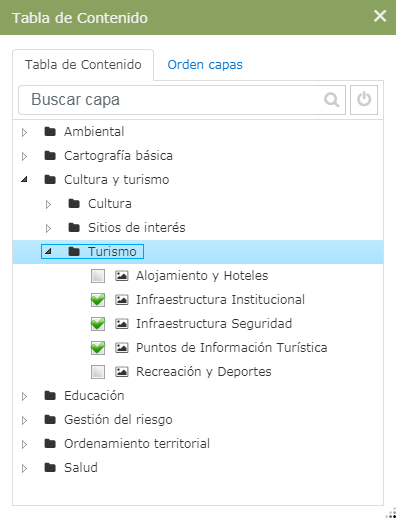 Tabla de Contenido
Tabla de Contenido Orden capas
Buscar capa
Ambiental
Cartografía básica
Cultura y turismo
Cultura
Sitios de interés
Turismo
Alojamiento y Hoteles
Infraestructura Institucional
Infraestructura Seguridad
Puntos de Información Turística
Recreación y Deportes
Educación
Gestión del riesgo
Ordenamiento territorial
Salud